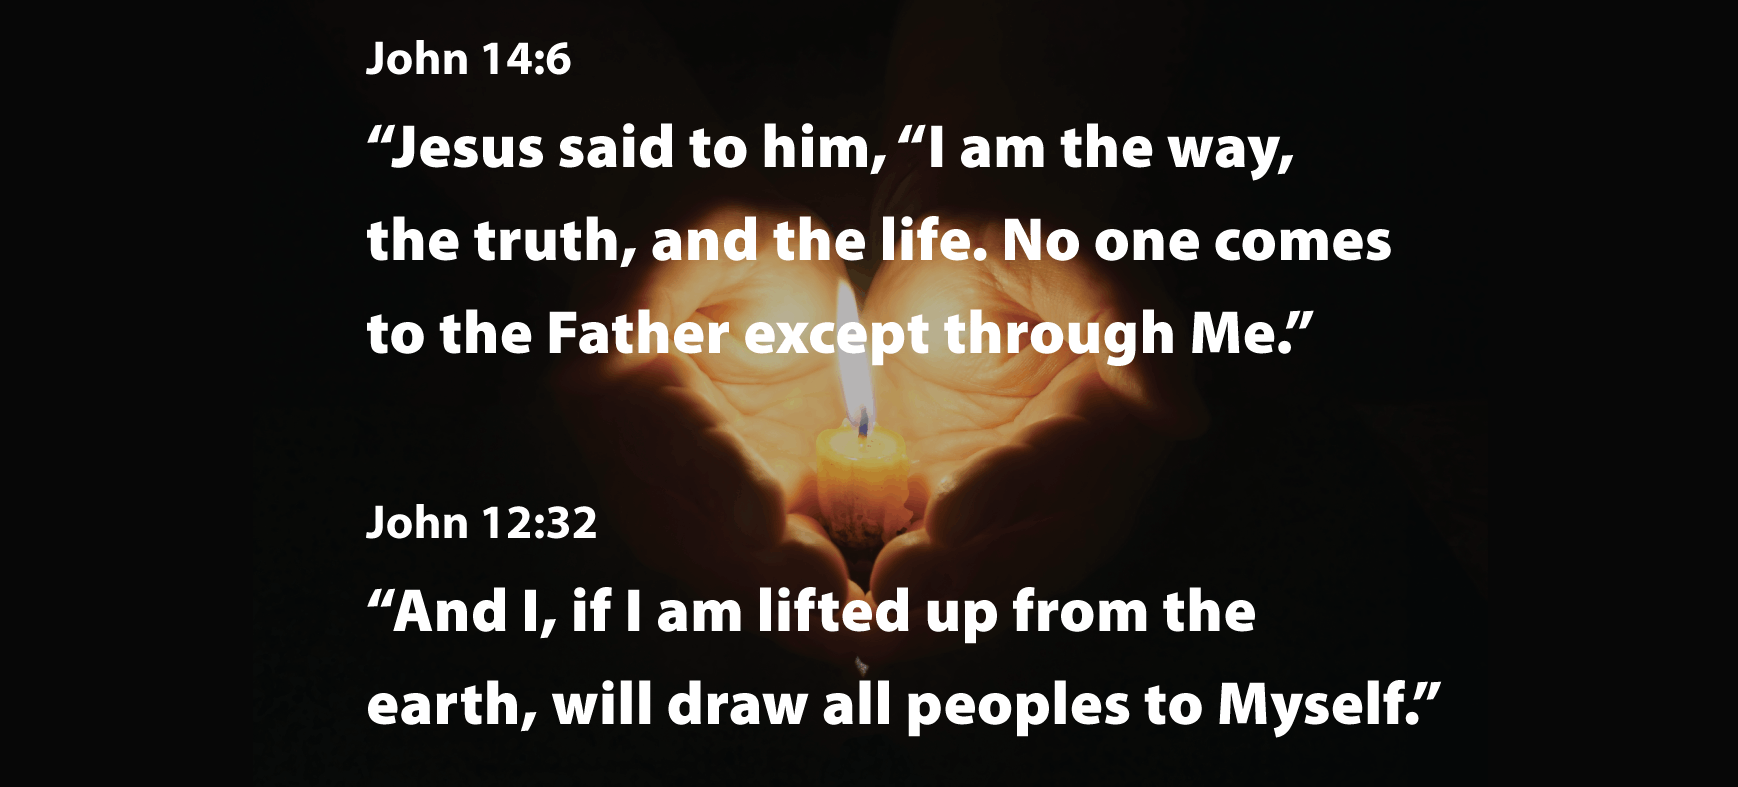 John 14:6
“Jesus said to him, “I am the way,
the truth, and the life. No one comes
to the Father except through Me.”
John 12:32
“And I, if I am lifted up from the
earth, will draw all peoples to Myself.”